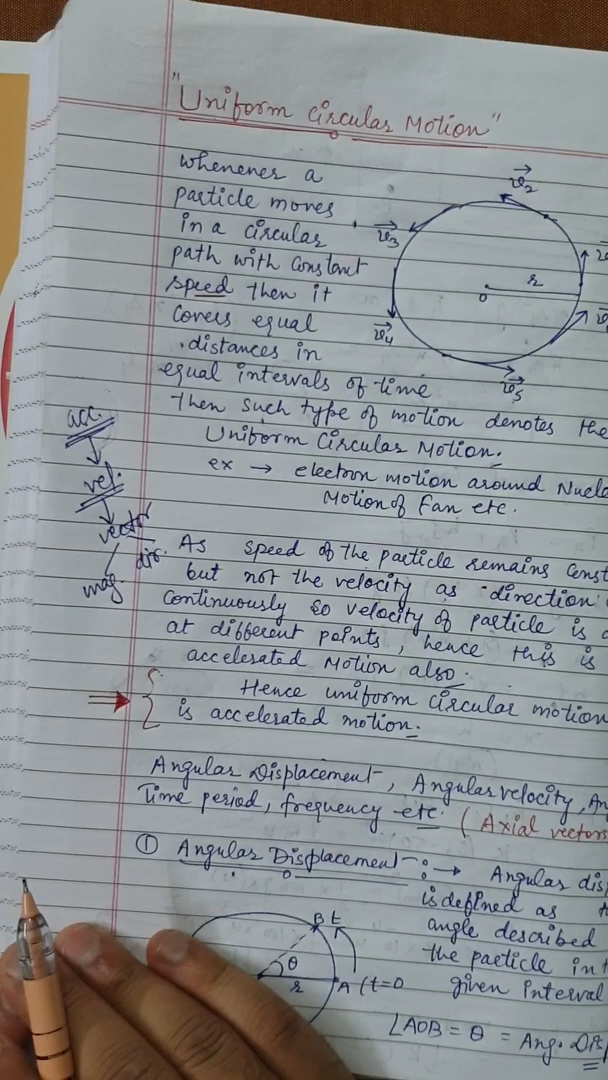 "Uniform Circular Motion"
whenever a
particle moves
in a circular
path with constant
speed then it
covers equal
distances in
equal intervals of time
then such type of motion denotes the
Uniform Circular Motion.
ex → electron motion around
Motion of Fan etc.
v2
v3
v4
v5
r
o
acc.
vel.
vector
dir.
mag.
As speed of the particle remains
but not the velocity as direction
continuously so velocity of particle is
at different points, hence this is
accelerated Motion also.
Hence uniform circular motion
is accelerated motion.
Angular Displacement, Angular velocity,
Time period, frequency etc. (Axial vectors
① Angular Displacement :→ Angular
is defined as
angle described
the particle in
given interval
B t
θ
r
A (t=0
∠AOB = θ = Ang.